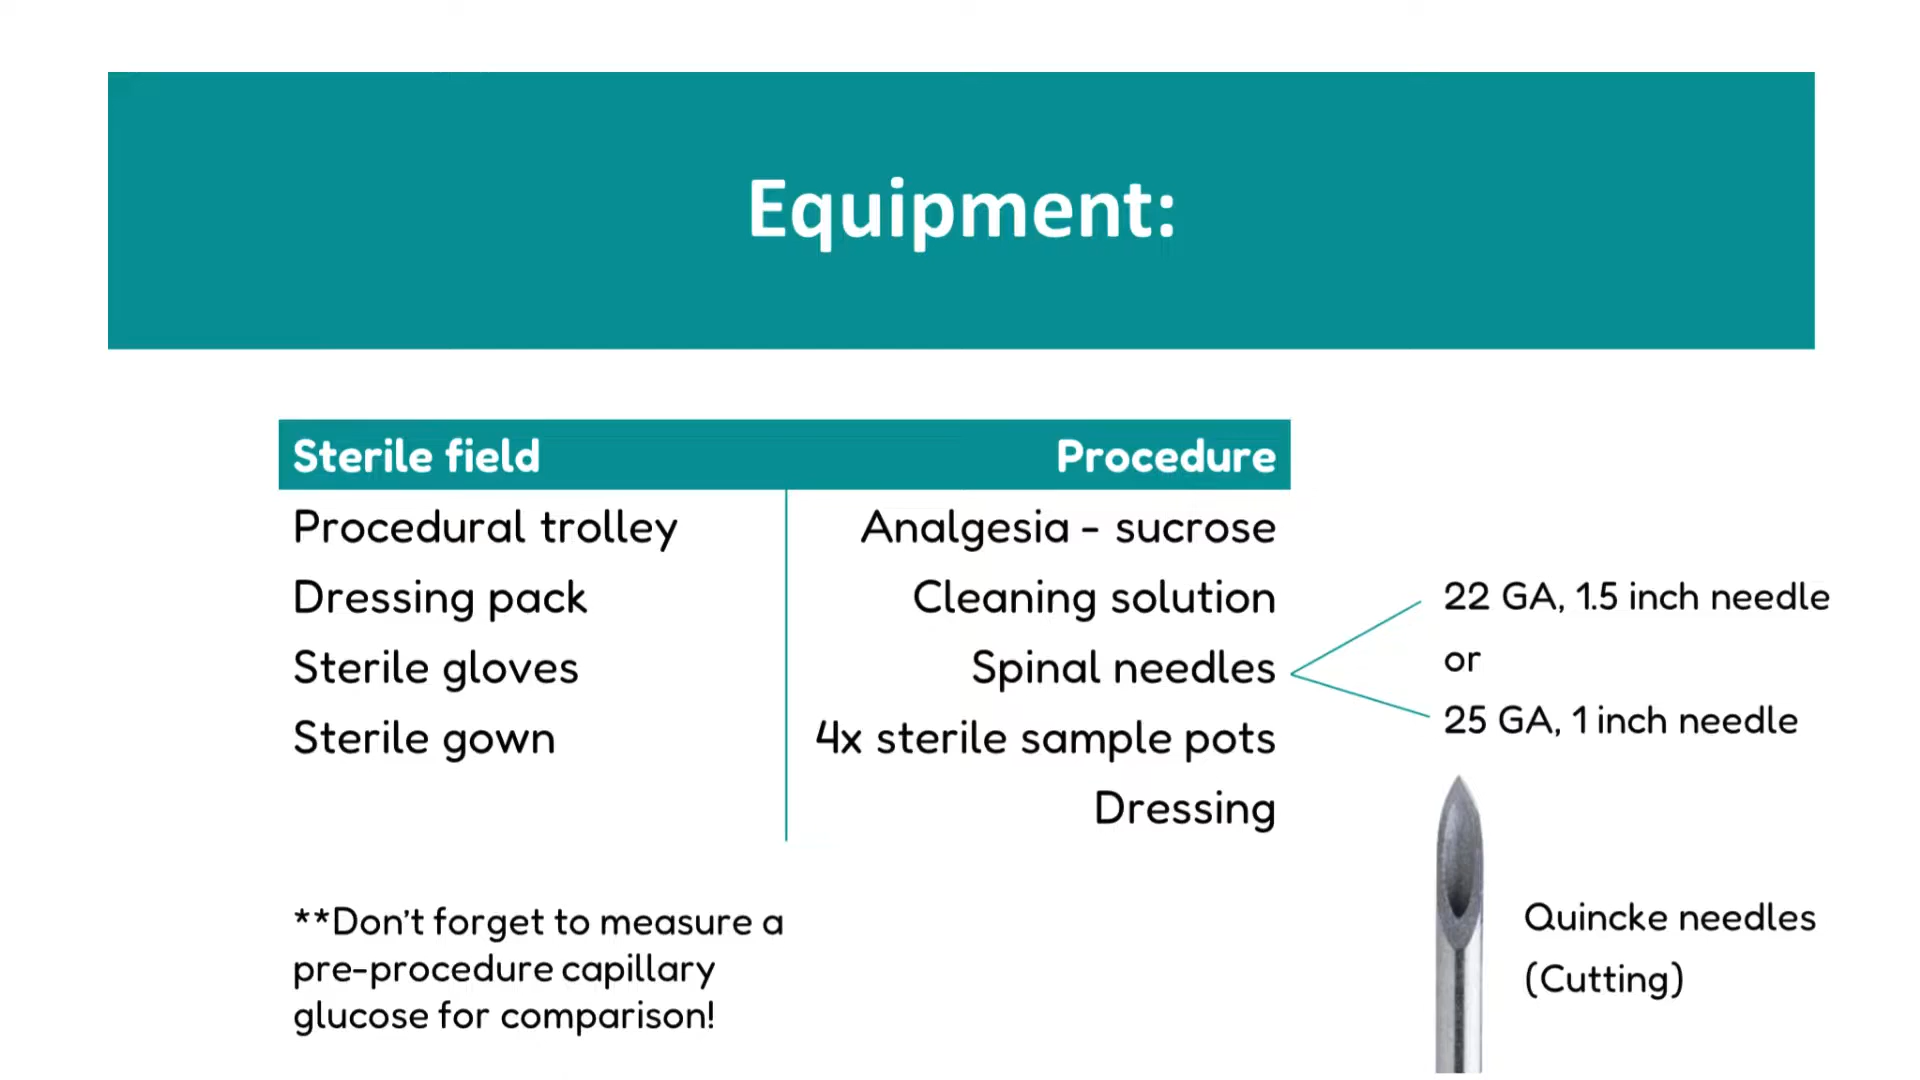 Equipment:
Sterile field Procedure
Procedural trolley Analgesia - sucrose
Dressing pack Cleaning solution
Sterile gloves Spinal needles
Sterile gown 4x sterile sample pots
Dressing
22 GA, 1.5 inch needle
or
25 GA, 1 inch needle
**Don't forget to measure a
pre-procedure capillary
glucose for comparison!
Quincke needles
(Cutting)